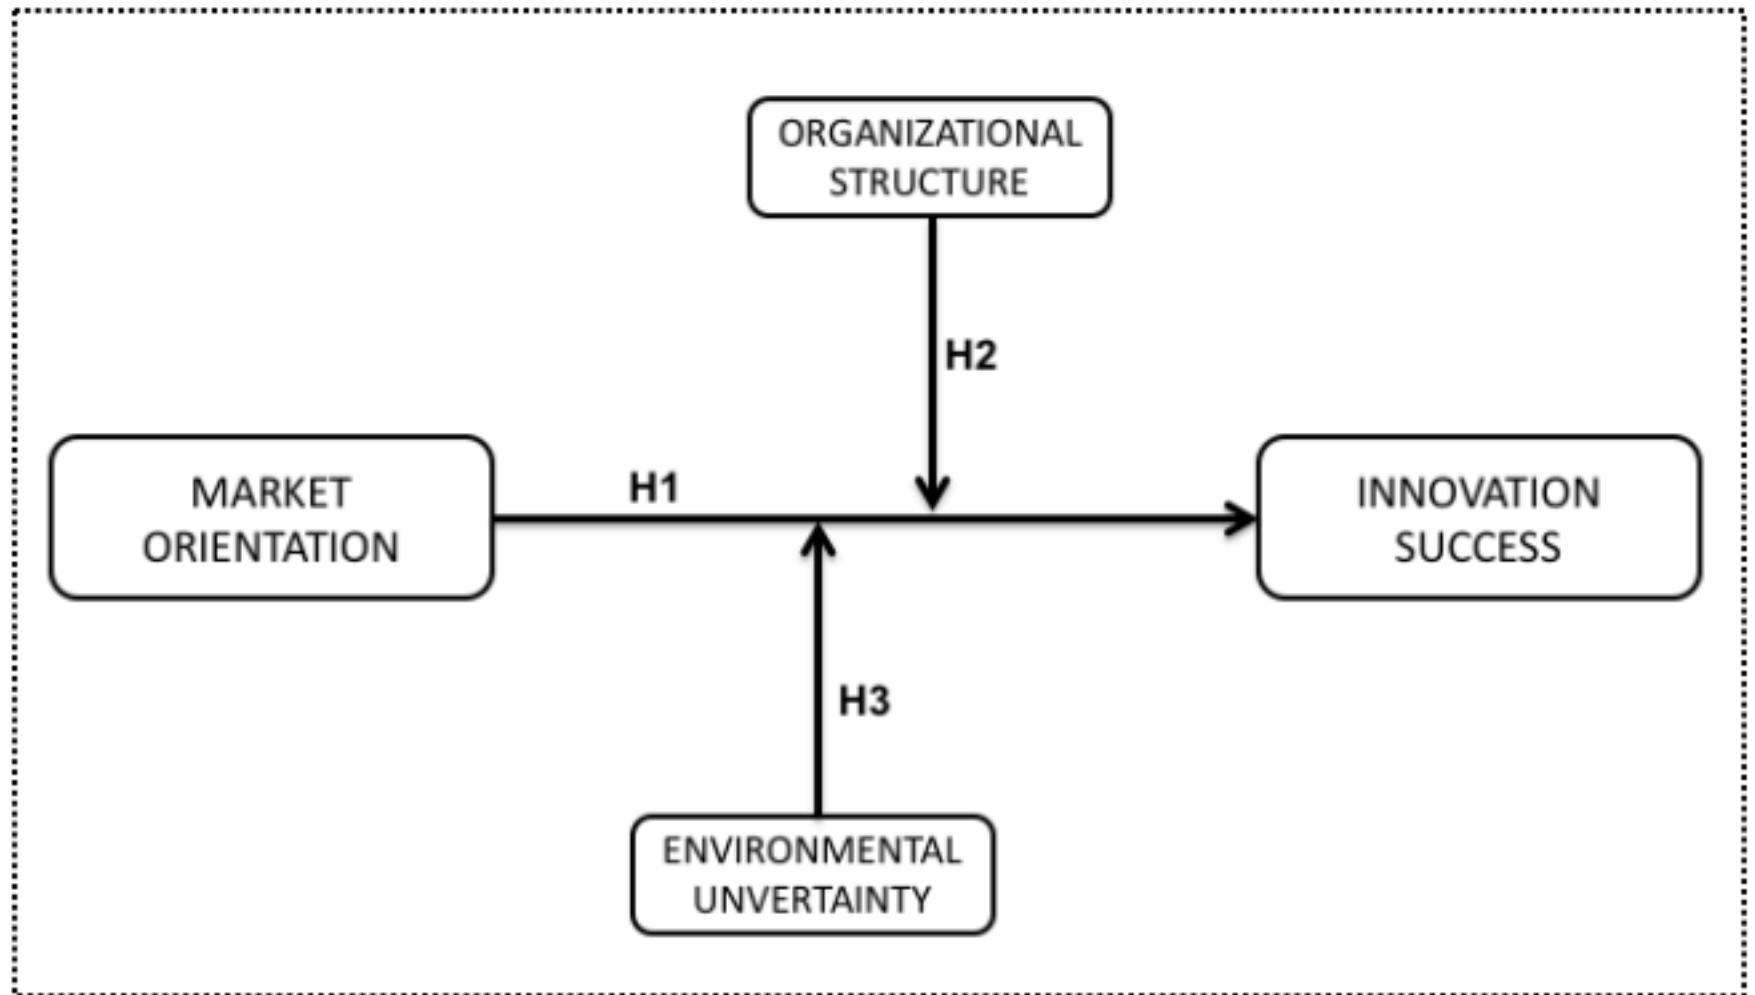 ORGANIZATIONAL
STRUCTURE
H2
H1
MARKET
ORIENTATION
INNOVATION
SUCCESS
H3
ENVIRONMENTAL
UNVERTAINTY